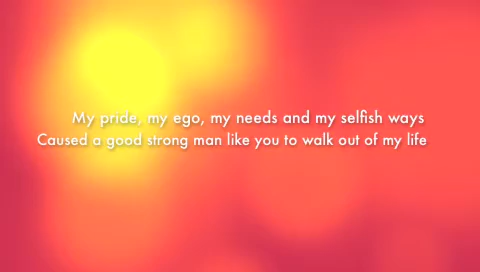 My pride, my ego, my needs and my selfish ways
Caused a good strong man like you to walk out of my life